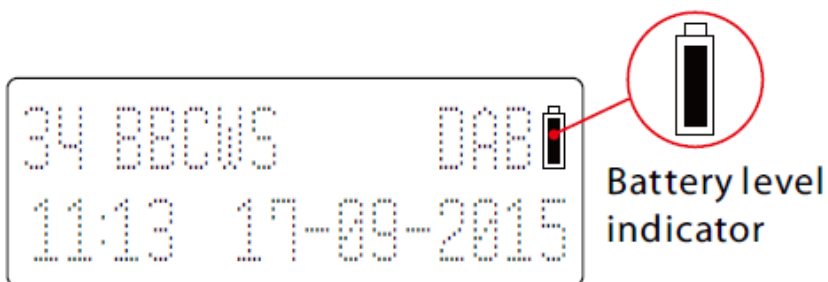 34 BBCWS DAB
11:13 17-09-2015
Battery level
indicator